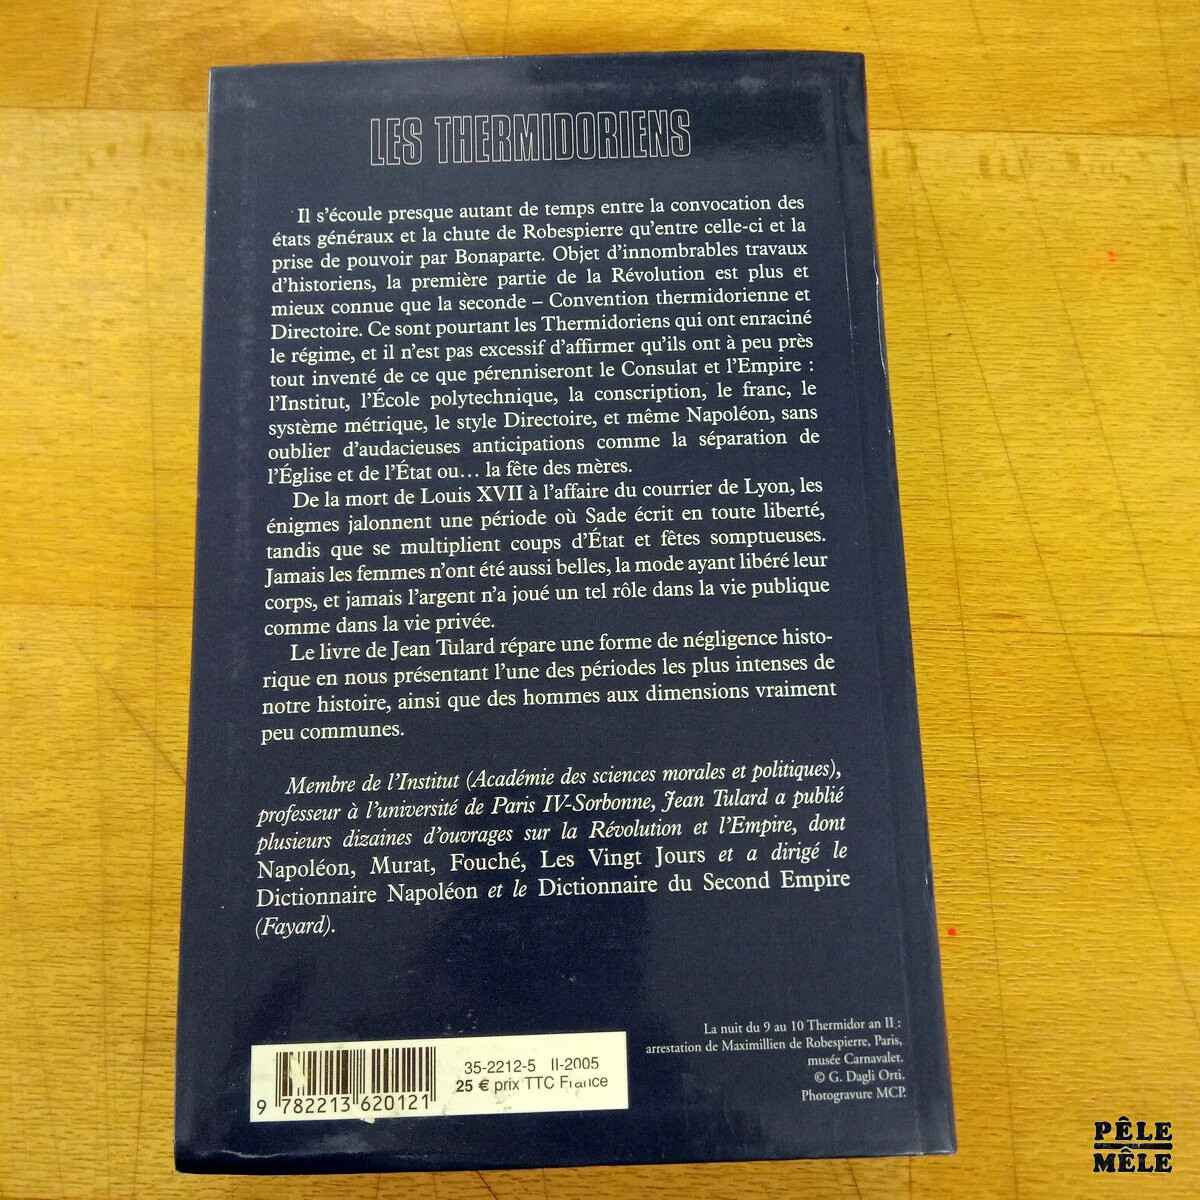 LES THERMIDORIENS
Il s'écoule presque autant de temps entre la convocation des
états généraux et la chute de Robespierre qu'entre celle-ci et la
prise de pouvoir par Bonaparte. Objet d'innombrables travaux
d'historiens, la première partie de la Révolution est plus et
mieux connue que la seconde – Convention thermidorienne et
Directoire. Ce sont pourtant les Thermidoriens qui ont enraciné
le régime, et il n'est pas excessif d'affirmer qu'ils ont à peu près
tout inventé de ce que pérenniseront le Consulat et l'Empire :
l'Institut, l'École polytechnique, la conscription, le franc, le
système métrique, le style Directoire, et même Napoléon, sans
oublier d'audacieuses anticipations comme la séparation de
l'Église et de l'État ou… la fête des mères.
De la mort de Louis XVII à l'affaire du courrier de Lyon, les
énigmes jalonnent une période où Sade écrit en toute liberté,
tandis que se multiplient coups d'État et fêtes somptueuses.
Jamais les femmes n'ont été aussi belles, la mode ayant libéré leur
corps, et jamais l'argent n'a joué un tel rôle dans la vie publique
comme dans la vie privée.
Le livre de Jean Tulard répare une forme de négligence histo-
rique en nous présentant l'une des périodes les plus intenses de
notre histoire, ainsi que des hommes aux dimensions vraiment
peu communes.
Membre de l'Institut (Académie des sciences morales et politiques),
professeur à l'université de Paris IV-Sorbonne, Jean Tulard a publié
plusieurs dizaines d'ouvrages sur la Révolution et l'Empire, dont
Napoléon, Murat, Fouché, Les Vingt Jours et a dirigé le
Dictionnaire Napoléon et le Dictionnaire du Second Empire
(Fayard).
La nuit du 9 au 10 Thermidor an II :
arrestation de Maximillien de Robespierre, Paris,
musée Carnavalet.
© G. Dagli Orti.
Photogravure MCP.
35-2212-5 II-2005
25 € prix TTC France
9 782213 620121
PÊLE
MÊLE